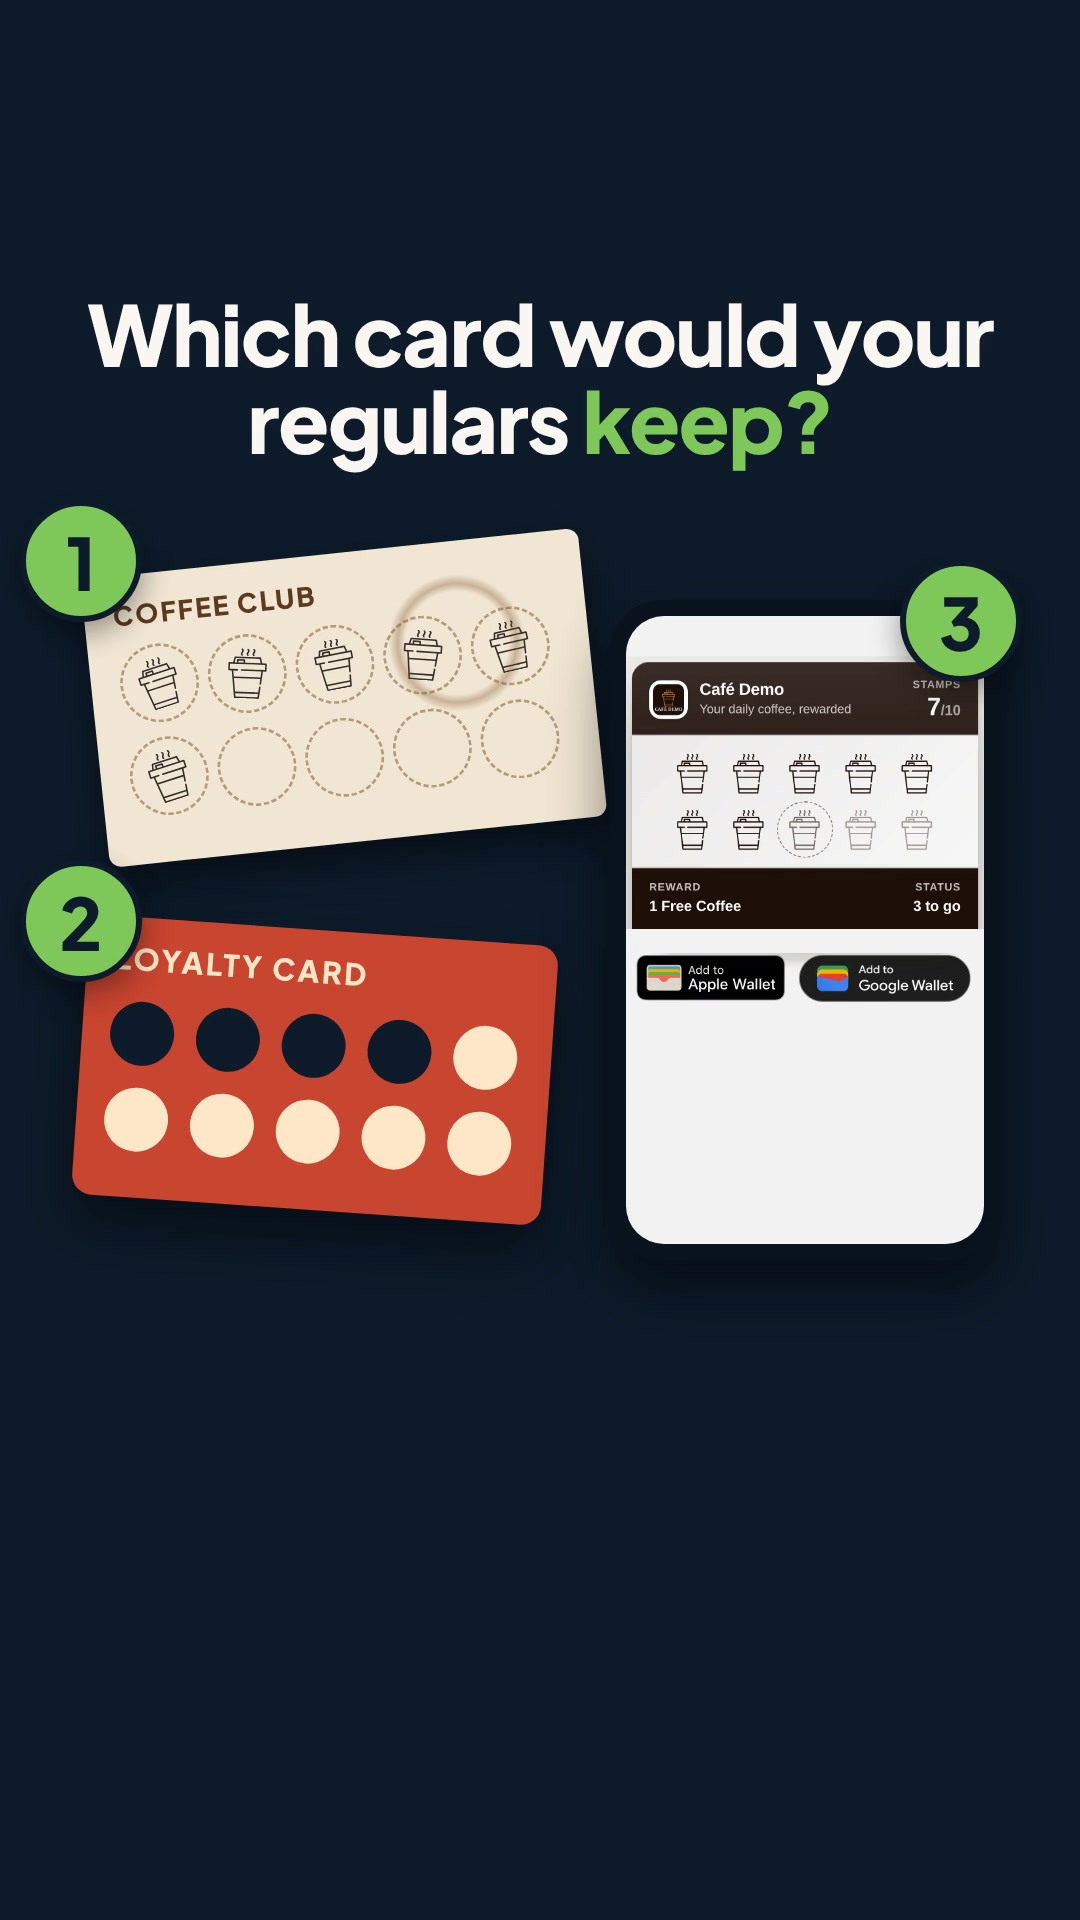 Which card would your
regulars keep?
1
COFFEE CLUB
2
LOYALTY CARD
3
Café Demo
Your daily coffee, rewarded
STAMPS
7/10
REWARD
1 Free Coffee
STATUS
3 to go
Add to
Apple Wallet
Add to
Google Wallet